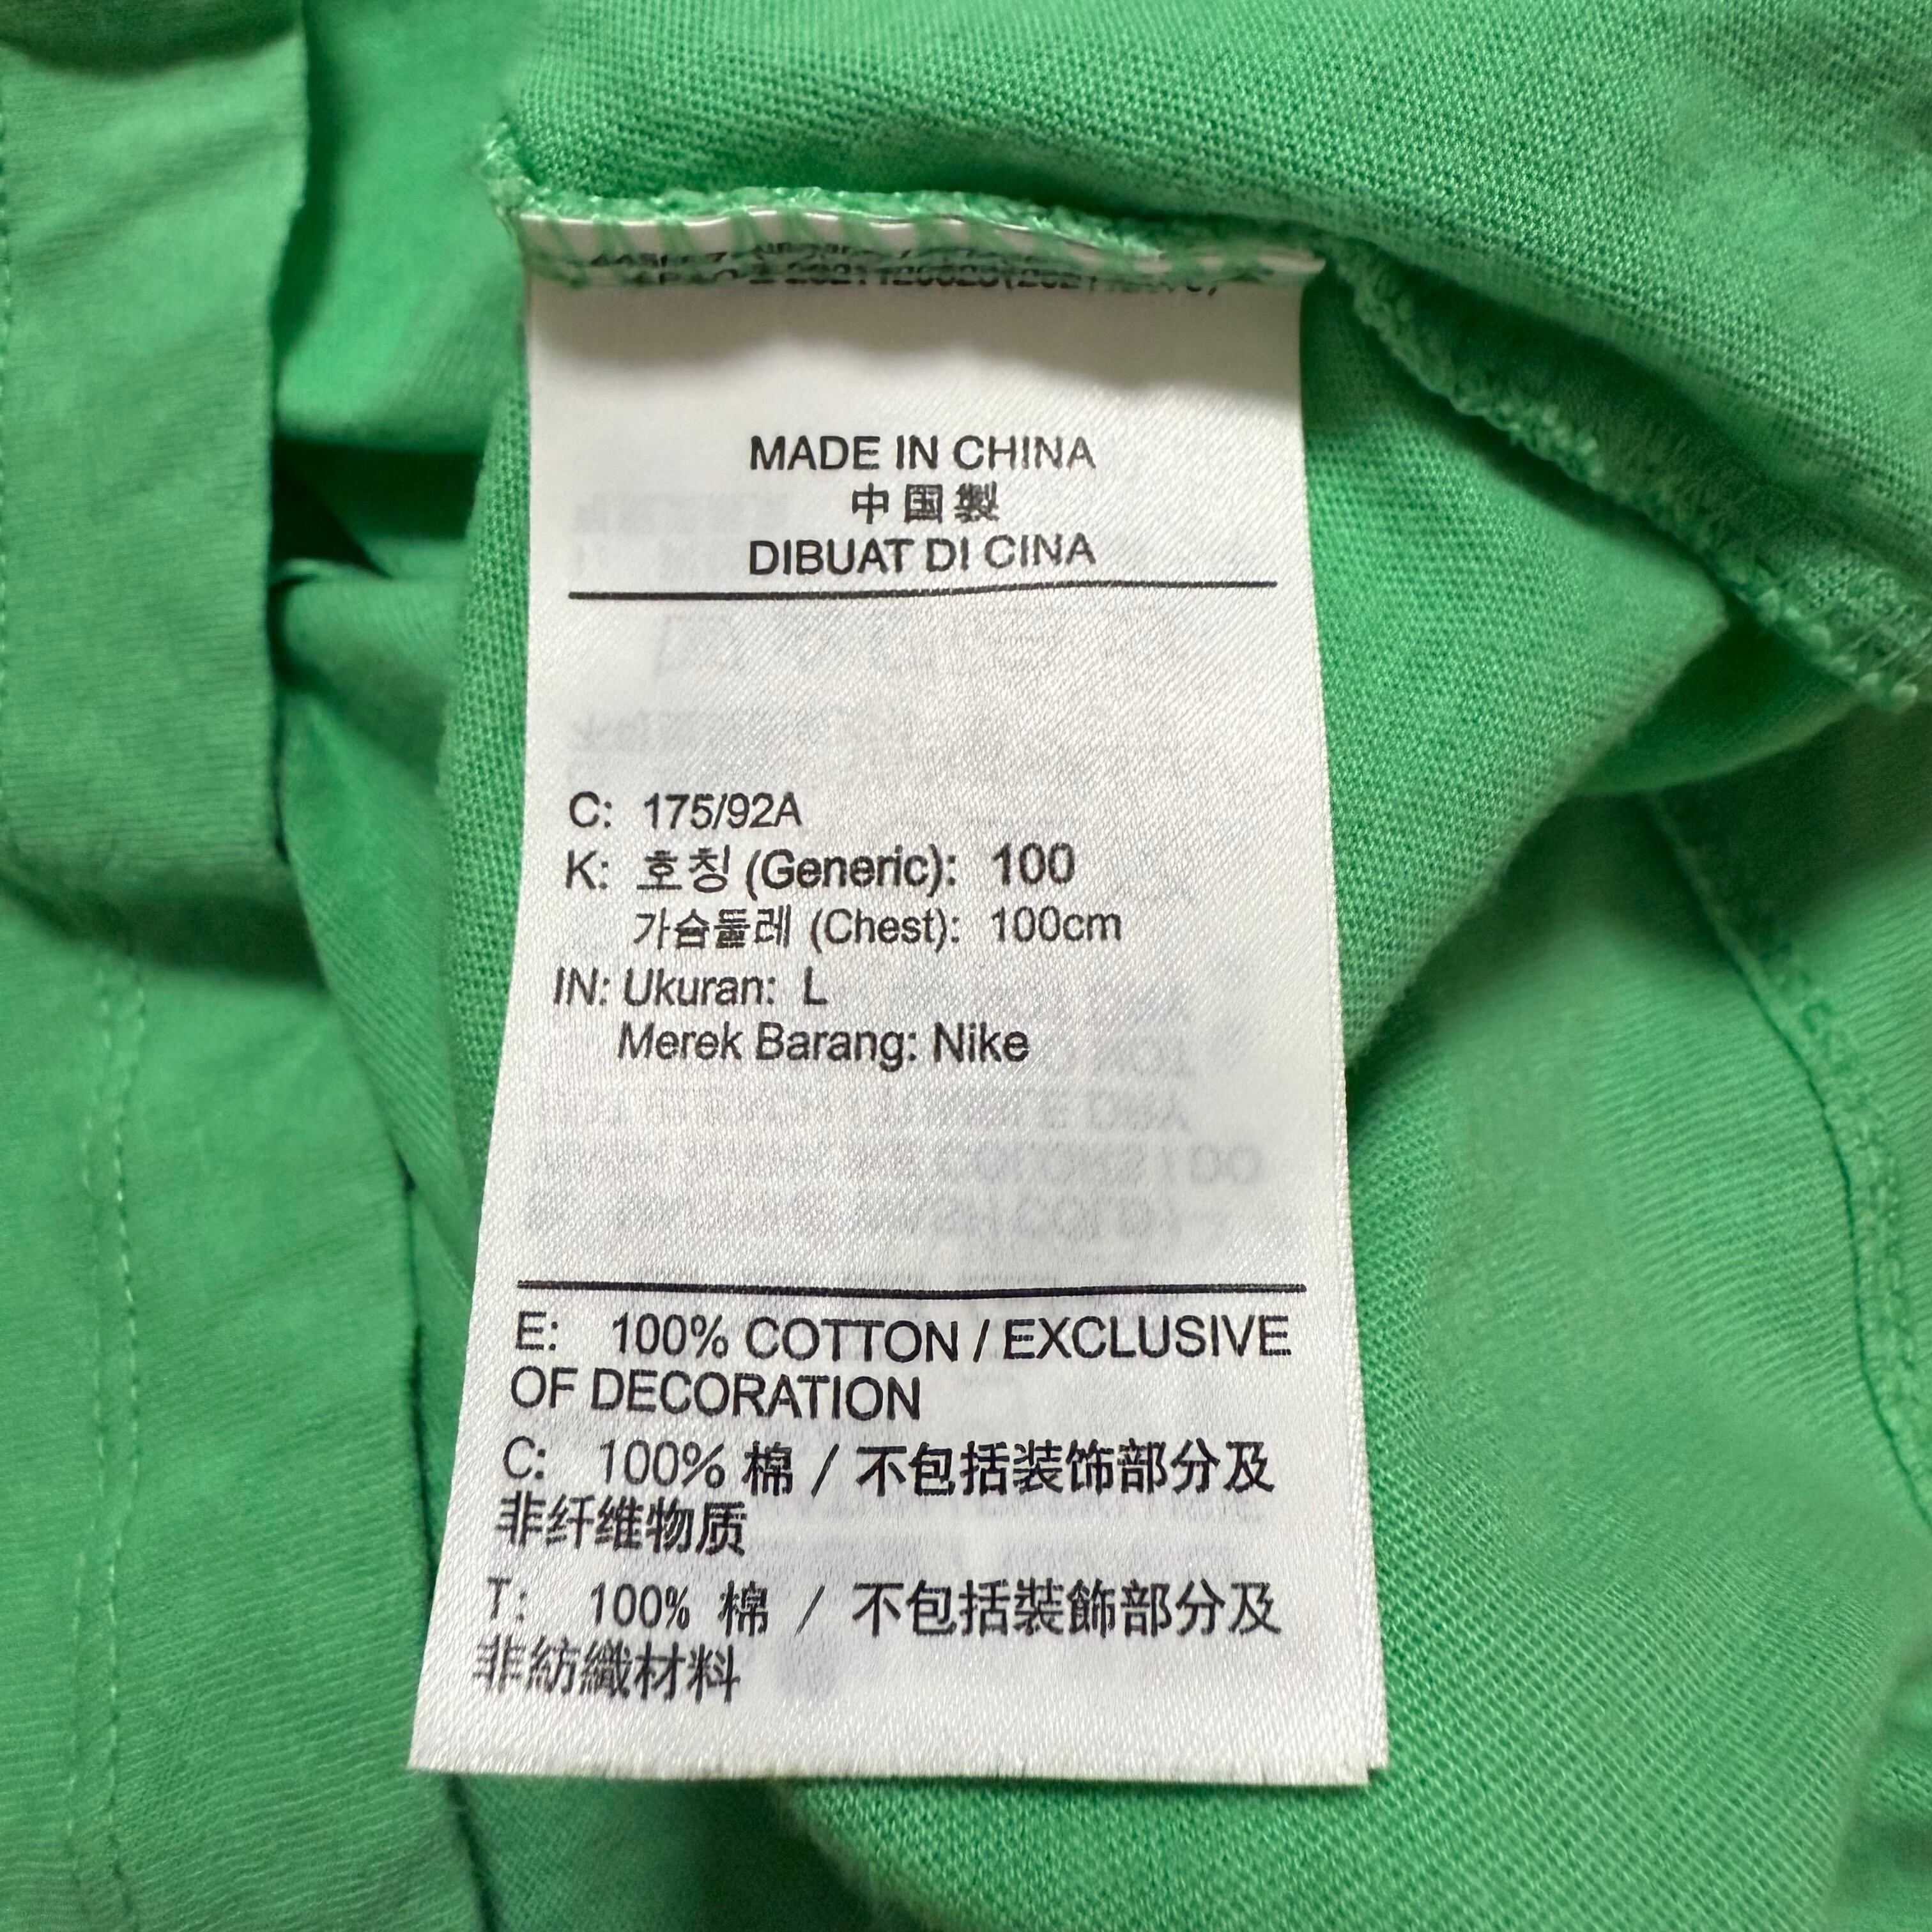 MADE IN CHINA
中国製
DIBUAT DI CINA
C: 175/92A
K: 호칭 (Generic): 100
가슴둘레 (Chest): 100cm
IN: Ukuran: L
Merek Barang: Nike
E: 100% COTTON / EXCLUSIVE
OF DECORATION
C: 100% 棉 / 不包括装饰部分及
非纤维物质
T: 100% 棉 / 不包括裝飾部分及
非紡織材料